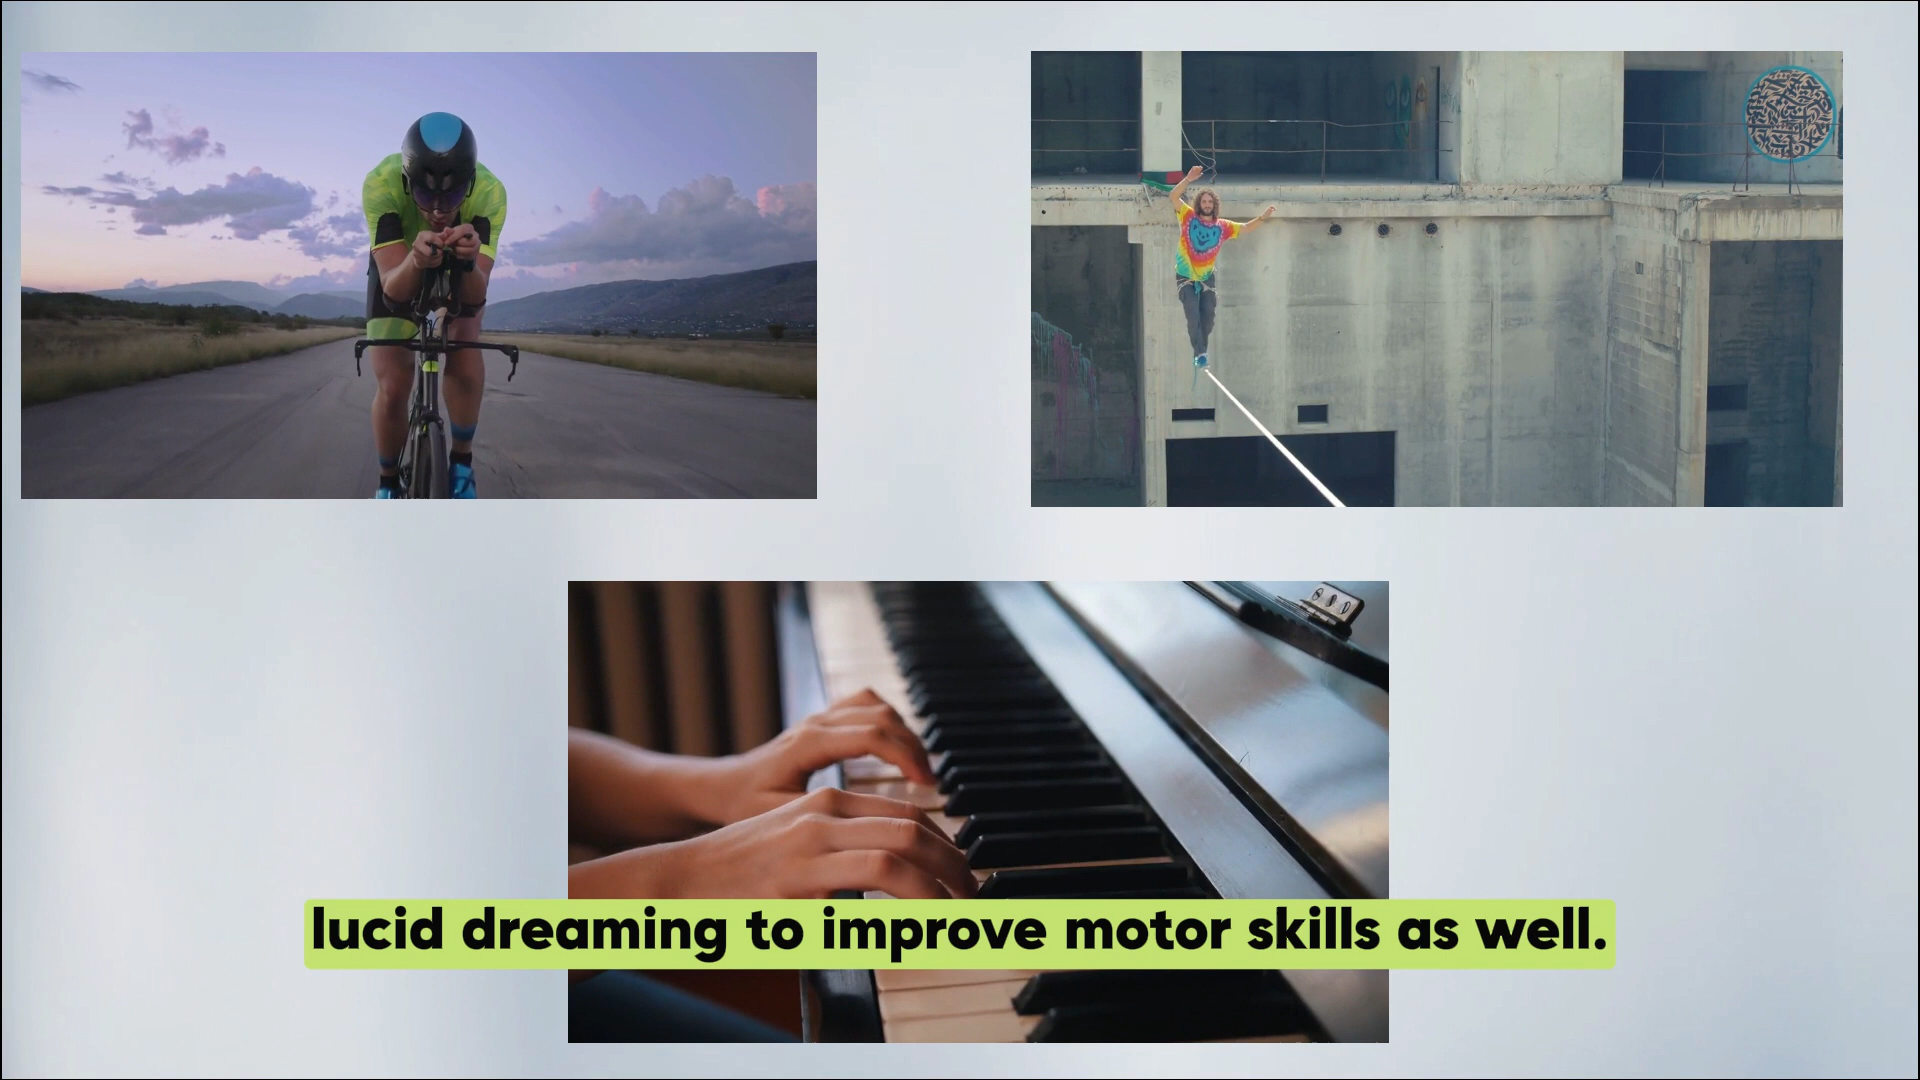 lucid dreaming to improve motor skills as well.